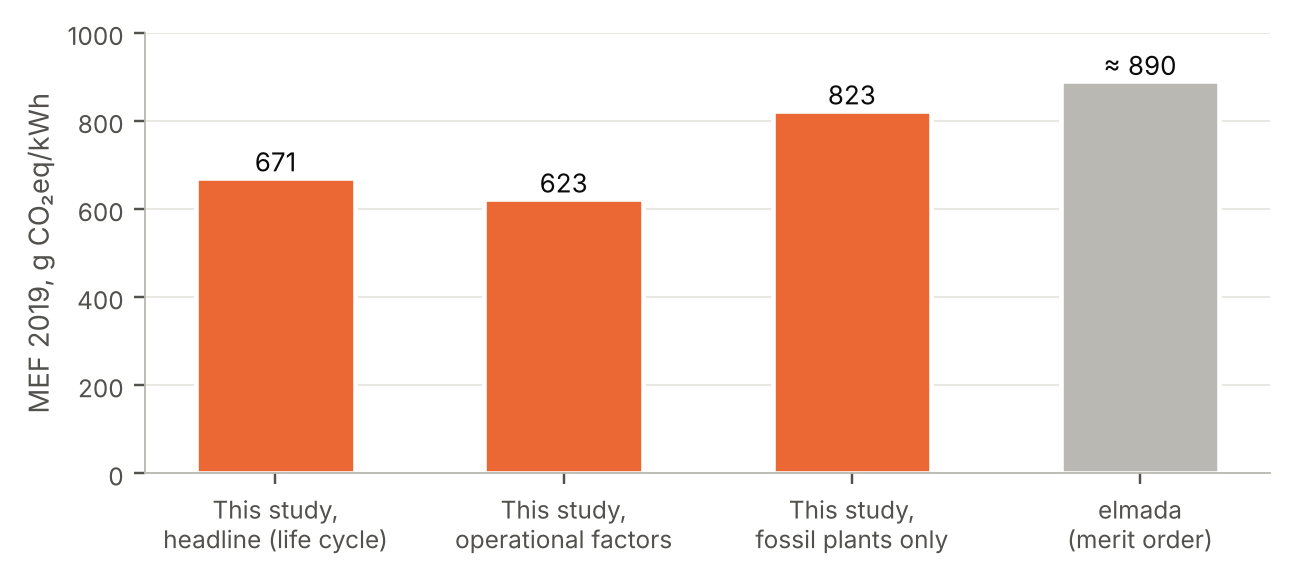 MEF 2019, g CO₂eq/kWh
1000
800
600
400
200
0
671
623
823
≈ 890
This study,
headline (life cycle)
This study,
operational factors
This study,
fossil plants only
elmada
(merit order)